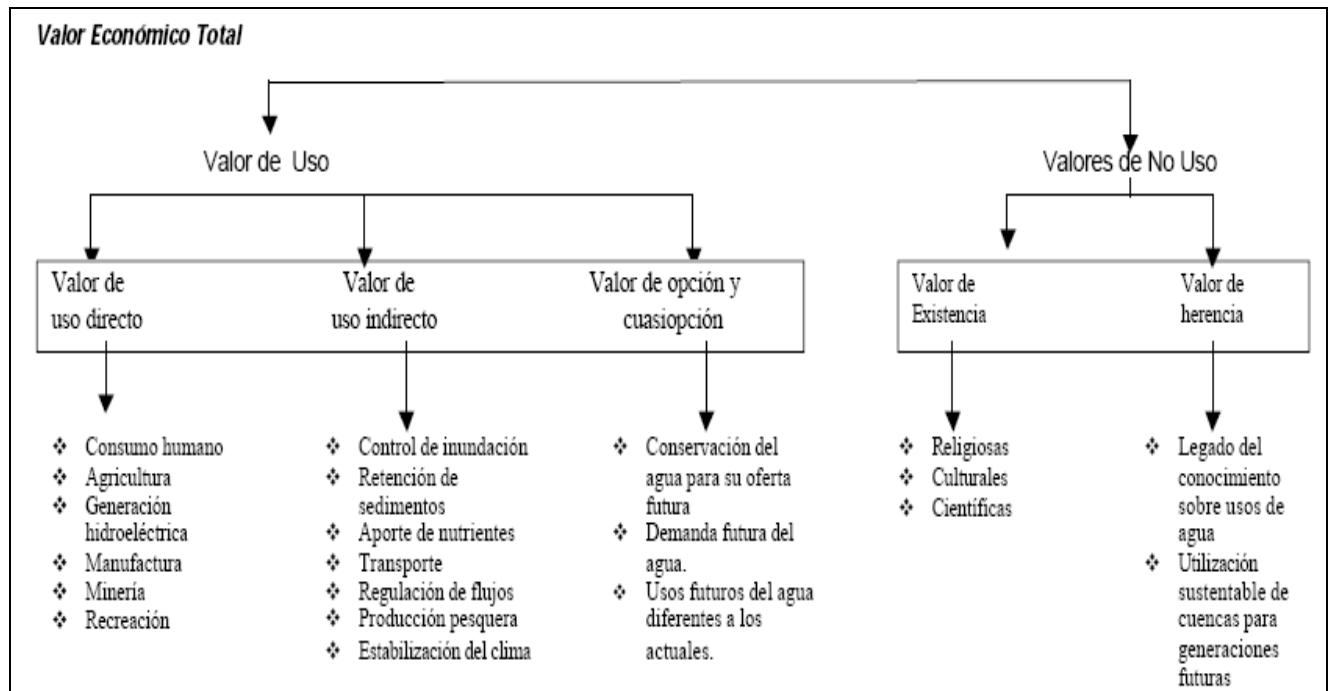 Valor Económico Total
Valor de Uso
Valores de No Uso
Valor de
uso directo
Valor de
uso indirecto
Valor de opción y
cuasiopción
Valor de
Existencia
Valor de
herencia
❖ Consumo humano
❖ Agricultura
❖ Generación
hidroeléctrica
❖ Manufactura
❖ Minería
❖ Recreación
❖ Control de inundación
❖ Retención de
sedimentos
❖ Aporte de nutrientes
❖ Transporte
❖ Regulación de flujos
❖ Producción pesquera
❖ Estabilización del clima
❖ Conservación del
agua para su oferta
futura
❖ Demanda futura del
agua.
❖ Usos futuros del agua
diferentes a los
actuales.
❖ Religiosas
❖ Culturales
❖ Científicas
❖ Legado del
conocimiento
sobre usos de
agua
❖ Utilización
sustentable de
cuencas para
generaciones
futuras